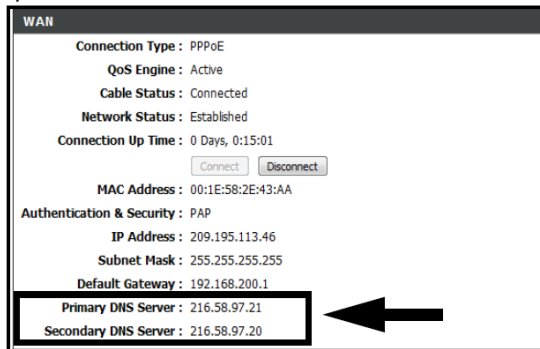 WAN
Connection Type : PPPoE
QoS Engine : Active
Cable Status : Connected
Network Status : Established
Connection Up Time : 0 Days, 0:15:01
Connect Disconnect
MAC Address : 00:1E:58:2E:43:AA
Authentication & Security : PAP
IP Address : 209.195.113.46
Subnet Mask : 255.255.255.255
Default Gateway : 192.168.200.1
Primary DNS Server : 216.58.97.21
Secondary DNS Server : 216.58.97.20